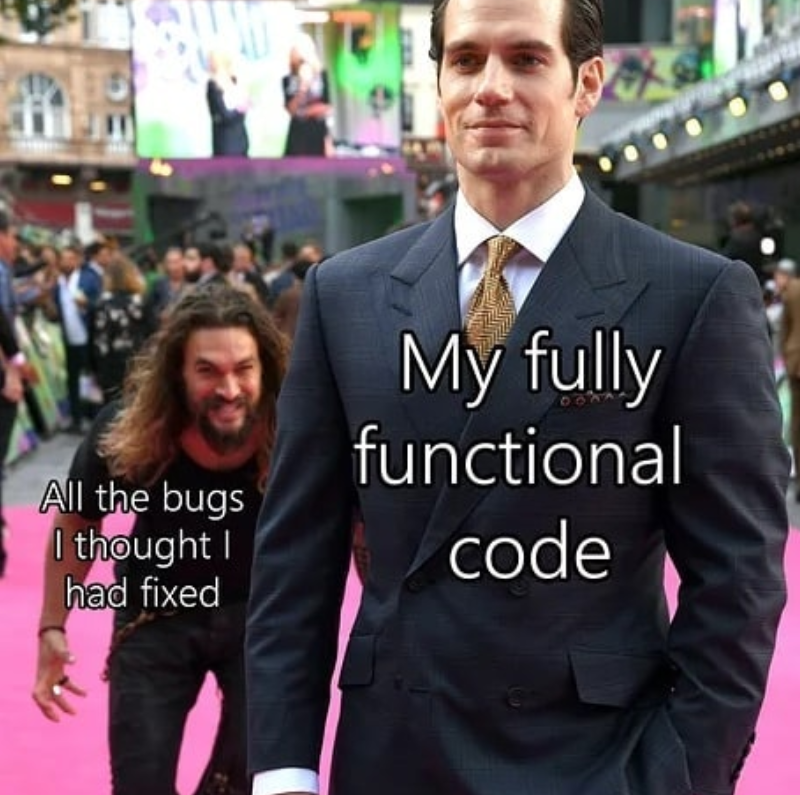 My fully
functional
code
All the bugs
I thought I
had fixed